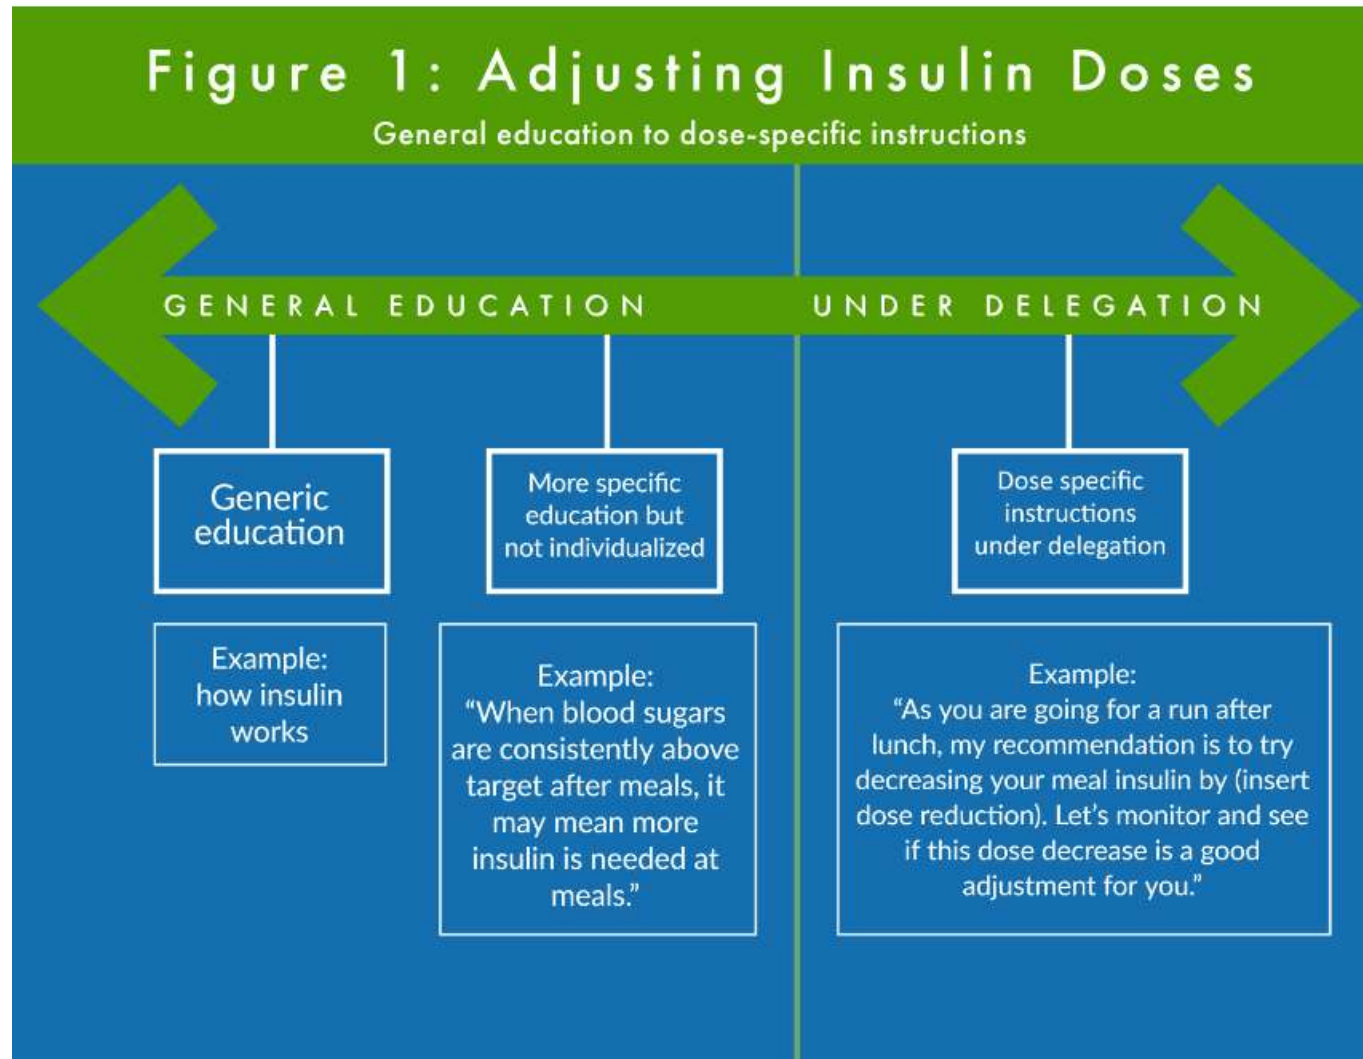 Figure 1: Adjusting Insulin Doses
General education to dose-specific instructions
GENERAL EDUCATION
UNDER DELEGATION
Generic
education
More specific
education but
not individualized
Dose specific
instructions
under delegation
Example:
how insulin
works
Example:
“When blood sugars
are consistently above
target after meals, it
may mean more
insulin is needed at
meals.”
Example:
“As you are going for a run after
lunch, my recommendation is to try
decreasing your meal insulin by (insert
dose reduction). Let’s monitor and see
if this dose decrease is a good
adjustment for you.”